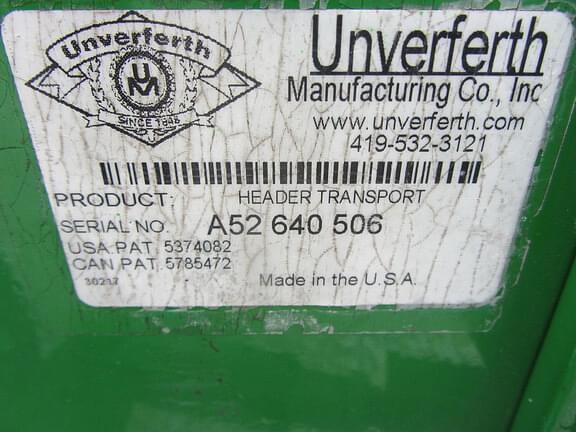 Unverferth
UM
SINCE 1948
Unverferth
Manufacturing Co., Inc
www.unverferth.com
419-532-3121
PRODUCT: HEADER TRANSPORT
SERIAL NO. A52 640 506
USA PAT. 5374082
CAN PAT. 5785472
30217
Made in the U.S.A.